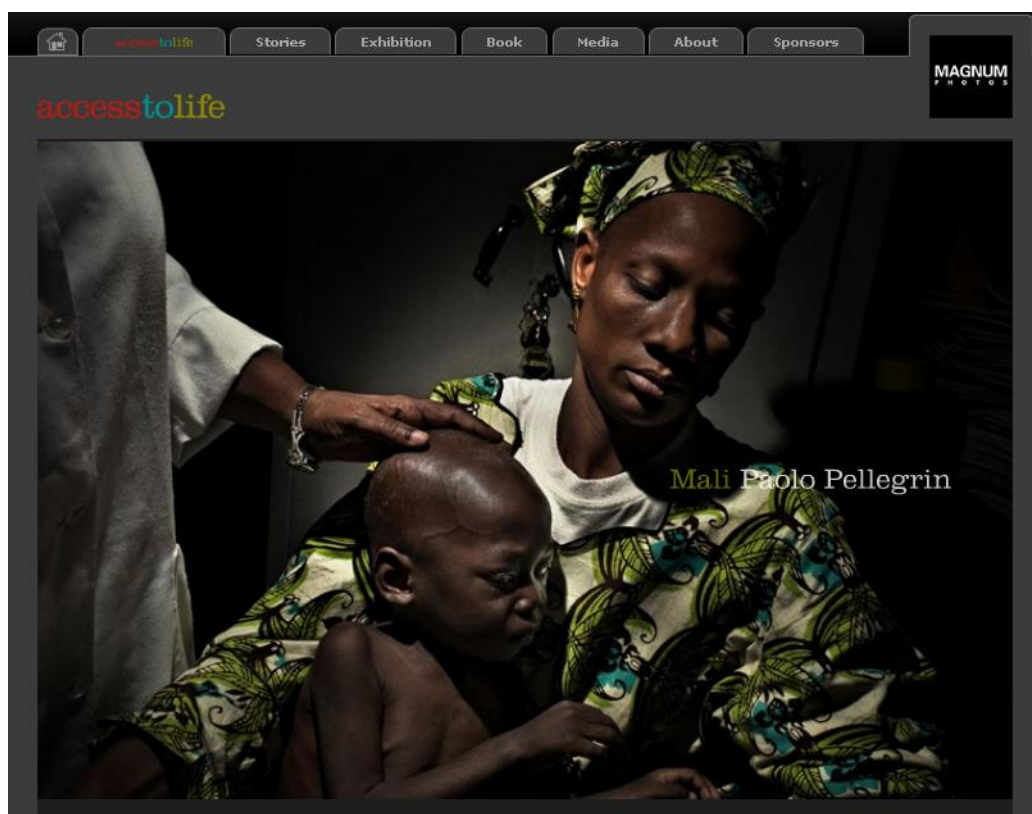 accesstolife Stories Exhibition Book Media About Sponsors
MAGNUM
PHOTOS
accesstolife
Mali Paolo Pellegrin